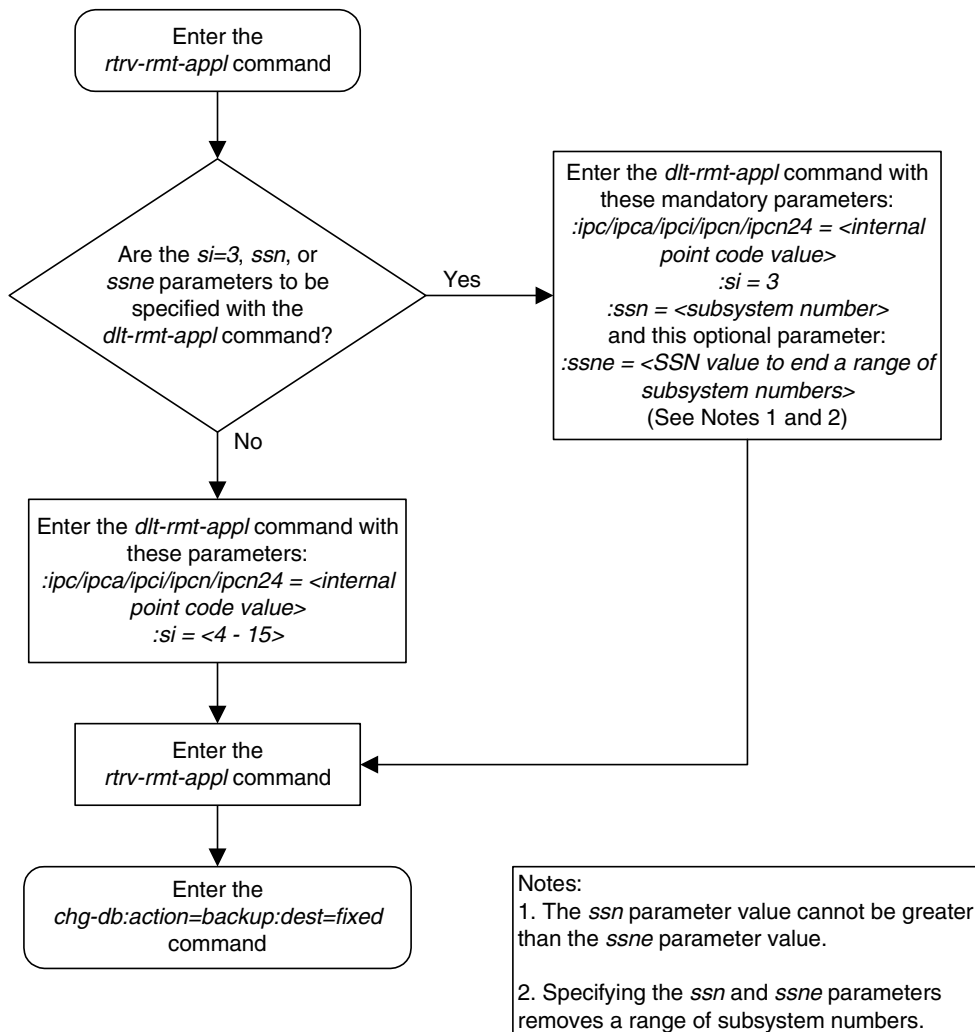 Enter the
rtrv-rmt-appl command
Are the si=3, ssn, or
ssne parameters to be
specified with the
dlt-rmt-appl command?
Yes
Enter the dlt-rmt-appl command with
these mandatory parameters:
:ipc/ipca/ipci/ipcn/ipcn24 = <internal
point code value>
:si = 3
:ssn = <subsystem number>
and this optional parameter:
:ssne = <SSN value to end a range of
subsystem numbers>
(See Notes 1 and 2)
No
Enter the dlt-rmt-appl command with
these parameters:
:ipc/ipca/ipci/ipcn/ipcn24 = <internal
point code value>
:si = <4 - 15>
Enter the
rtrv-rmt-appl command
Enter the
chg-db:action=backup:dest=fixed
command
Notes:
1. The ssn parameter value cannot be greater
than the ssne parameter value.
2. Specifying the ssn and ssne parameters
removes a range of subsystem numbers.